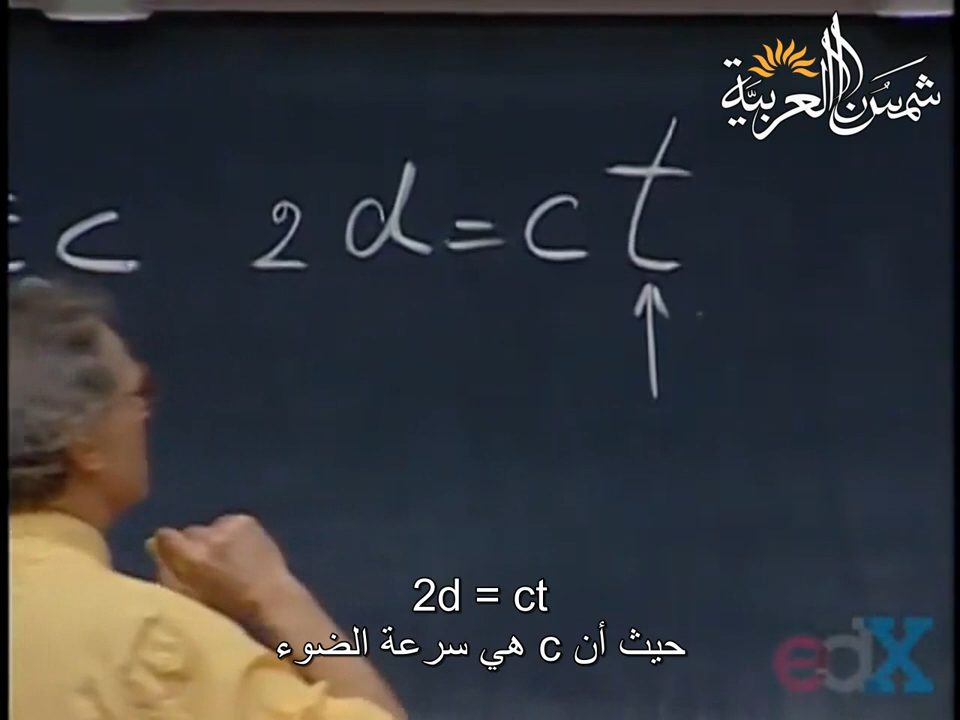 شمس العربية
c 2d = ct
2d = ct
حيث أن c هي سرعة الضوء
edX